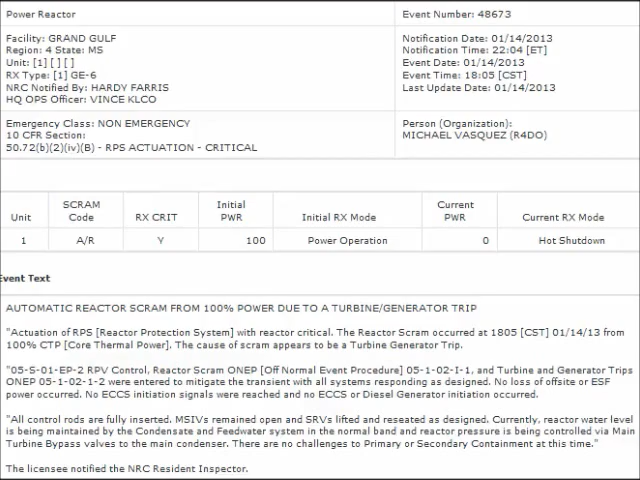 Power Reactor
Event Number: 48673
Facility: GRAND GULF
Region: 4 State: MS
Unit: [1] [ ] [ ]
RX Type: [1] GE-6
NRC Notified By: HARDY FARRIS
HQ OPS Officer: VINCE KLCO
Notification Date: 01/14/2013
Notification Time: 22:04 [ET]
Event Date: 01/14/2013
Event Time: 18:05 [CST]
Last Update Date: 01/14/2013
Emergency Class: NON EMERGENCY
10 CFR Section:
50.72(b)(2)(iv)(B) - RPS ACTUATION - CRITICAL
Person (Organization):
MICHAEL VASQUEZ (R4DO)
Unit SCRAM Code RX CRIT Initial PWR Initial RX Mode Current PWR Current RX Mode
1 A/R Y 100 Power Operation 0 Hot Shutdown
Event Text
AUTOMATIC REACTOR SCRAM FROM 100% POWER DUE TO A TURBINE/GENERATOR TRIP
"Actuation of RPS [Reactor Protection System] with reactor critical. The Reactor Scram occurred at 1805 [CST] 01/14/13 from
100% CTP [Core Thermal Power]. The cause of scram appears to be a Turbine Generator Trip.
"05-S-01-EP-2 RPV Control, Reactor Scram ONEP [Off Normal Event Procedure] 05-1-02-I-1, and Turbine and Generator Trips
ONEP 05-1-02-1-2 were entered to mitigate the transient with all systems responding as designed. No loss of offsite or ESF
power occurred. No ECCS initiation signals were reached and no ECCS or Diesel Generator initiation occurred.
"All control rods are fully inserted. MSIVs remained open and SRVs lifted and reseated as designed. Currently, reactor water level
is being maintained by the Condensate and Feedwater system in the normal band and reactor pressure is being controlled via Main
Turbine Bypass valves to the main condenser. There are no challenges to Primary or Secondary Containment at this time."
The licensee notified the NRC Resident Inspector.